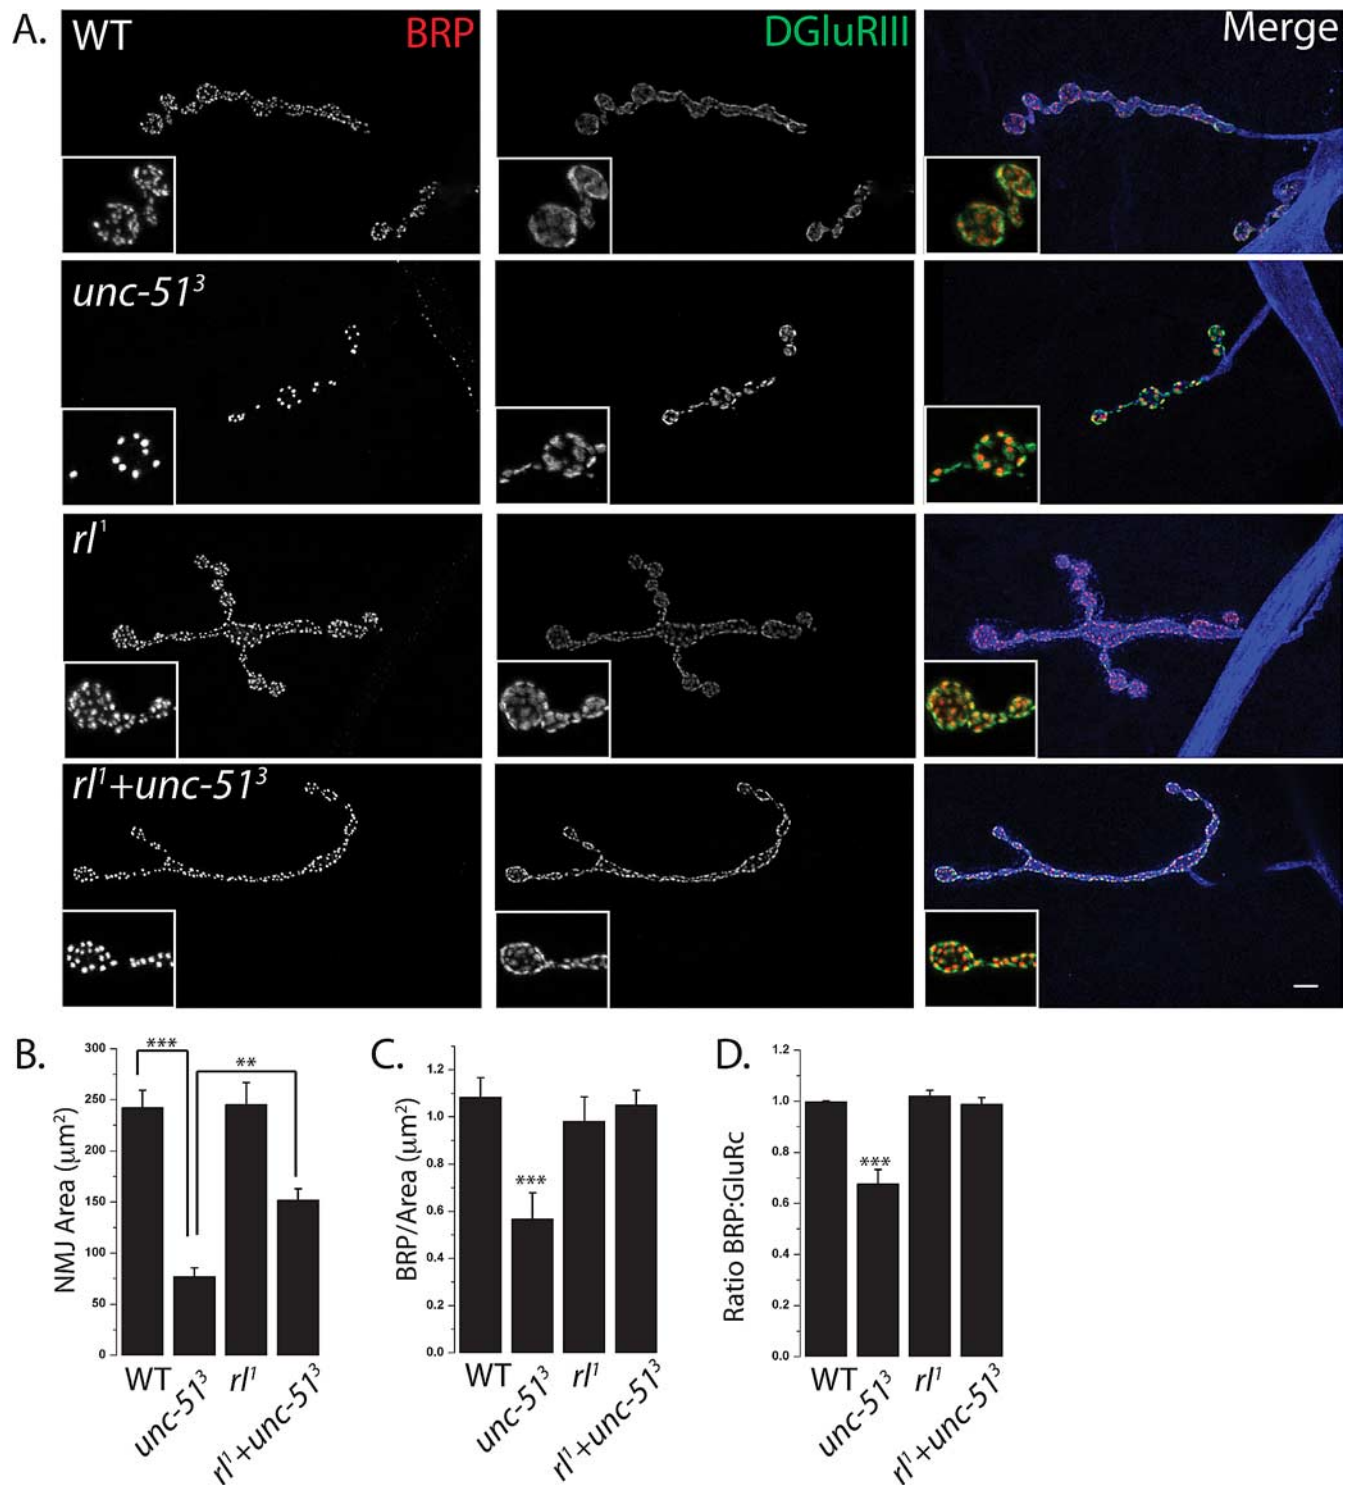 A. WT BRP DGluRIII Merge
unc-51³
rl¹
rl¹+unc-51³
B. C. D.
*** **
300
250
200
150
100
50
0
NMJ Area (μm²)
WT unc-51³ rl¹ rl¹+unc-51³
***
1.2
1.0
0.8
0.6
0.4
0.2
0.0
BRP/Area (μm²)
WT unc-51³ rl¹ rl¹+unc-51³
***
1.2
1.0
0.8
0.6
0.4
0.2
0.0
Ratio BRP:GluRc
WT unc-51³ rl¹ rl¹+unc-51³